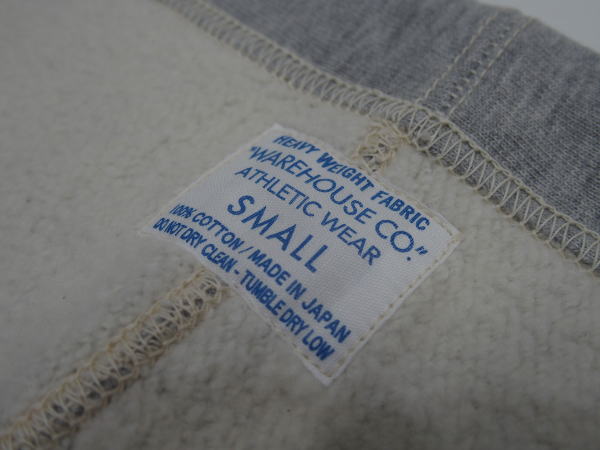 HEAVY WEIGHT FABRIC
"WAREHOUSE CO."
ATHLETIC WEAR
SMALL
100% COTTON / MADE IN JAPAN
DO NOT DRY CLEAN - TUMBLE DRY LOW